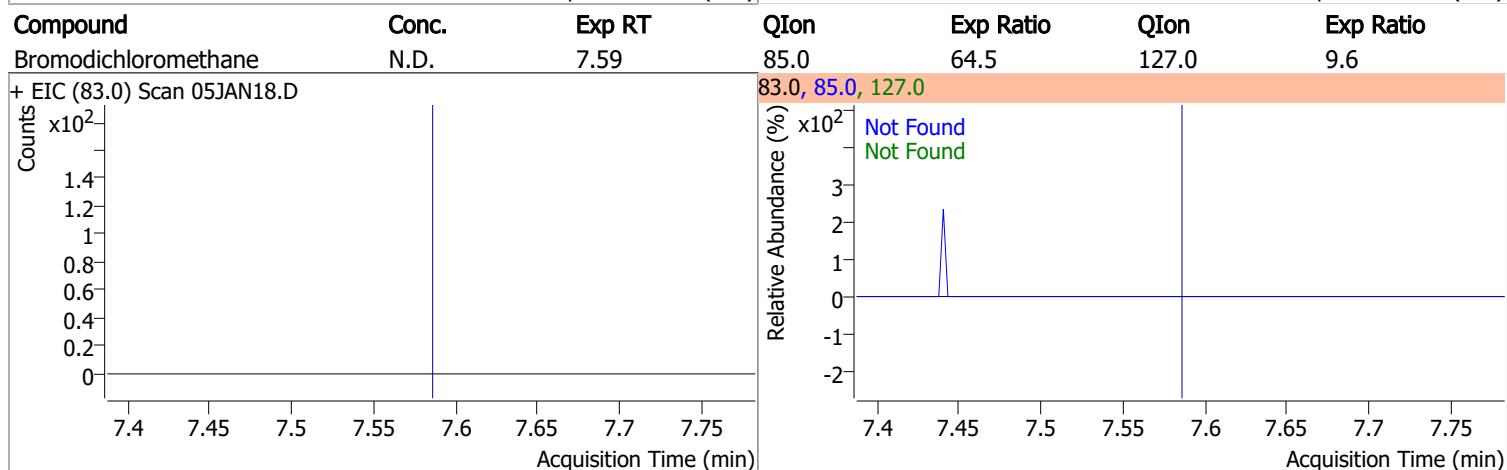 Compound Conc. Exp RT QIon Exp Ratio QIon Exp Ratio
Bromodichloromethane N.D. 7.59 85.0 64.5 127.0 9.6
+ EIC (83.0) Scan 05JAN18.D
Counts
x10²
1.4
1.2
1
0.8
0.6
0.4
0.2
0
7.4 7.45 7.5 7.55 7.6 7.65 7.7 7.75
Acquisition Time (min)
83.0, 85.0, 127.0
Relative Abundance (%)
x10²
Not Found
Not Found
3
2
1
0
-1
-2
7.4 7.45 7.5 7.55 7.6 7.65 7.7 7.75
Acquisition Time (min)